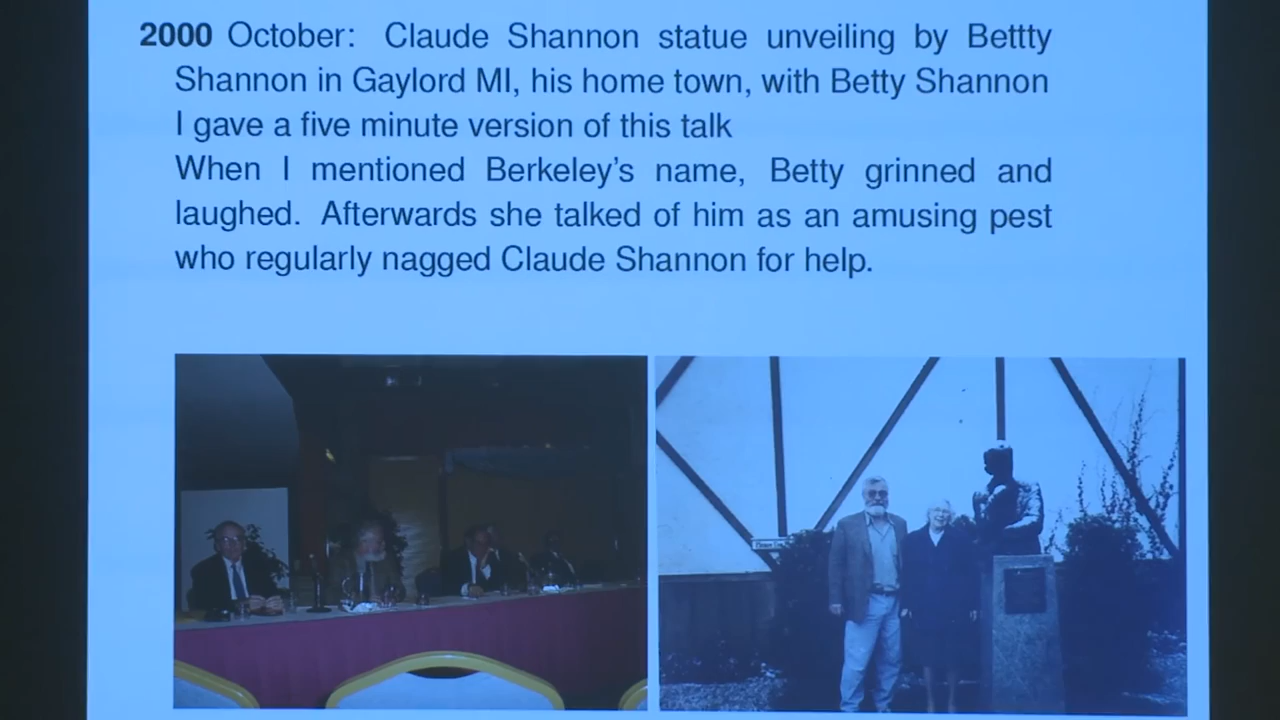 2000 October: Claude Shannon statue unveiling by Bettty
Shannon in Gaylord MI, his home town, with Betty Shannon
I gave a five minute version of this talk
When I mentioned Berkeley's name, Betty grinned and
laughed. Afterwards she talked of him as an amusing pest
who regularly nagged Claude Shannon for help.